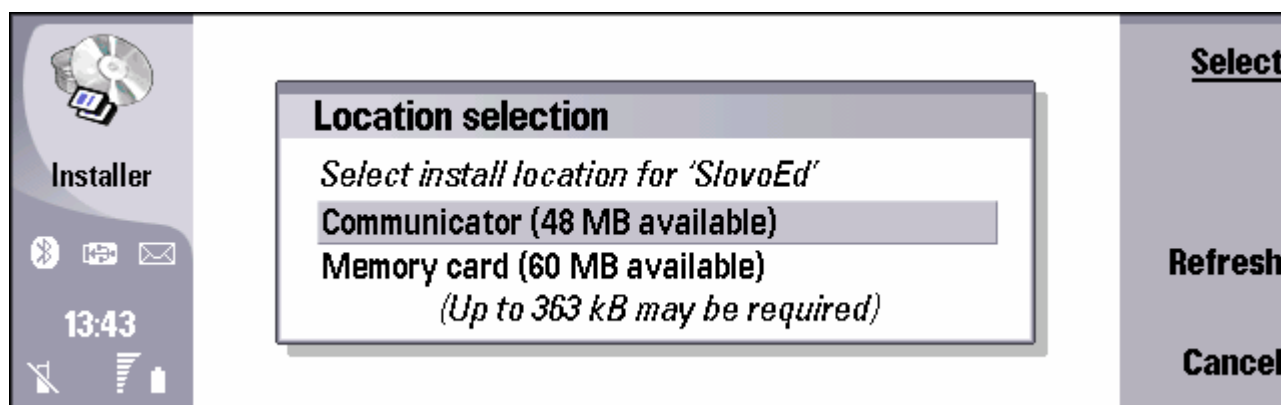 Installer
13:43
Location selection
Select install location for 'SlovoEd'
Communicator (48 MB available)
Memory card (60 MB available)
(Up to 363 kB may be required)
Select
Refresh
Cancel